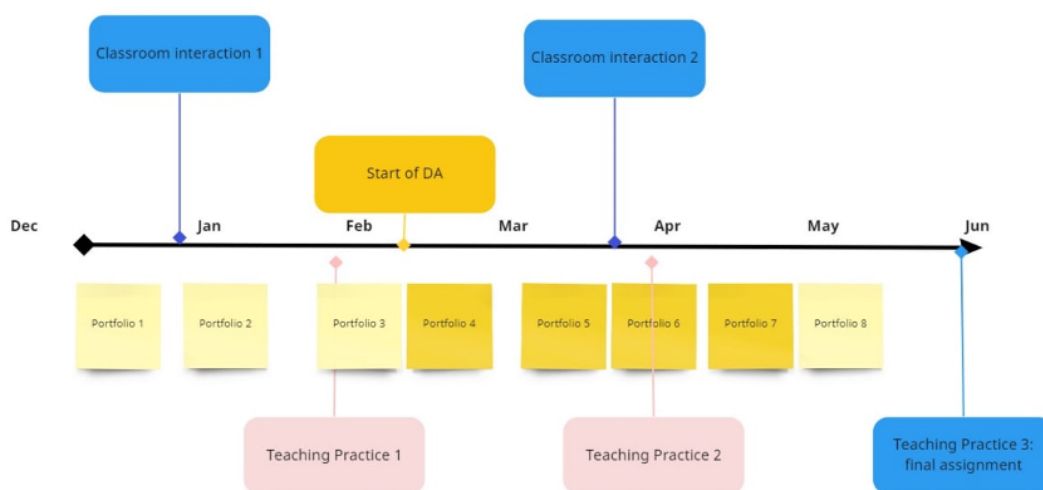 Classroom interaction 1
Classroom interaction 2
Start of DA
Dec
Jan
Feb
Mar
Apr
May
Jun
Portfolio 1
Portfolio 2
Portfolio 3
Portfolio 4
Portfolio 5
Portfolio 6
Portfolio 7
Portfolio 8
Teaching Practice 1
Teaching Practice 2
Teaching Practice 3:
final assignment